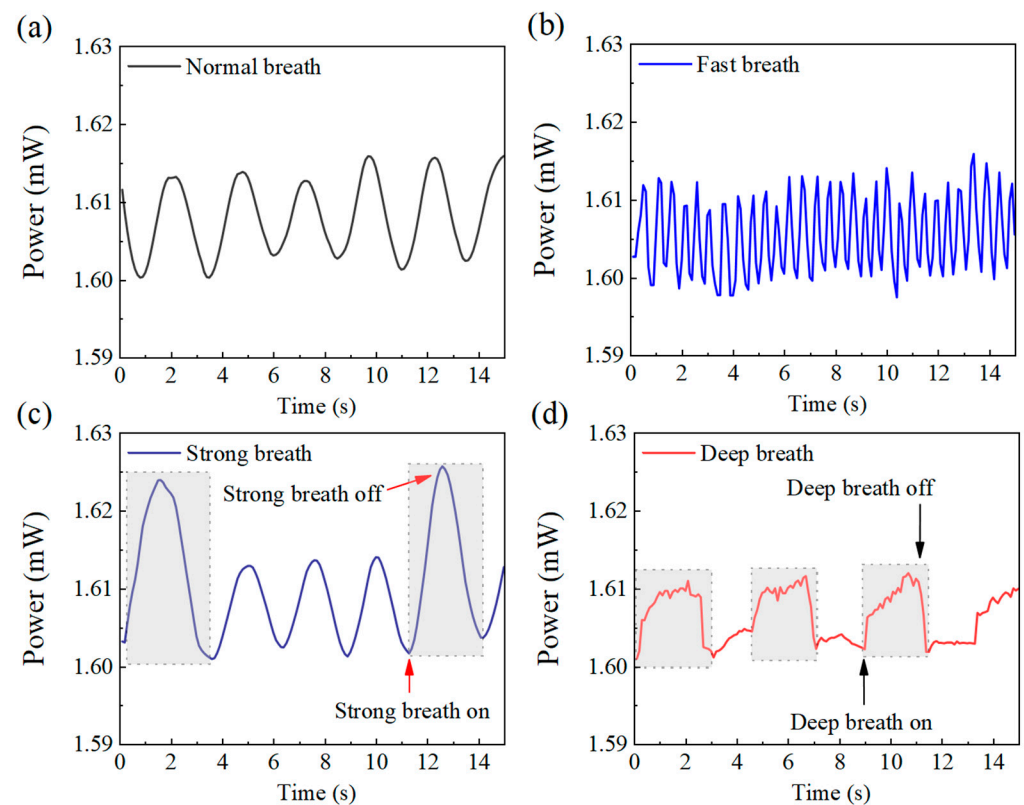 (a)
1.63
1.62
1.61
1.60
1.59
Power (mW)
Normal breath
0 2 4 6 8 10 12 14
Time (s)
(b)
1.63
1.62
1.61
1.60
1.59
Power (mW)
Fast breath
0 2 4 6 8 10 12 14
Time (s)
(c)
1.63
1.62
1.61
1.60
1.59
Power (mW)
Strong breath
Strong breath off
Strong breath on
0 2 4 6 8 10 12 14
Time (s)
(d)
1.63
1.62
1.61
1.60
1.59
Power (mW)
Deep breath
Deep breath off
Deep breath on
0 2 4 6 8 10 12 14
Time (s)